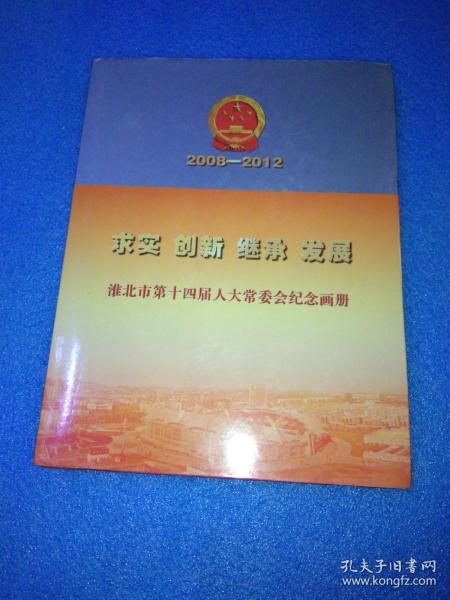 2008—2012
求实 创新 继承 发展
淮北市第十四届人大常委会纪念画册
孔夫子旧书网
www.kongfz.com